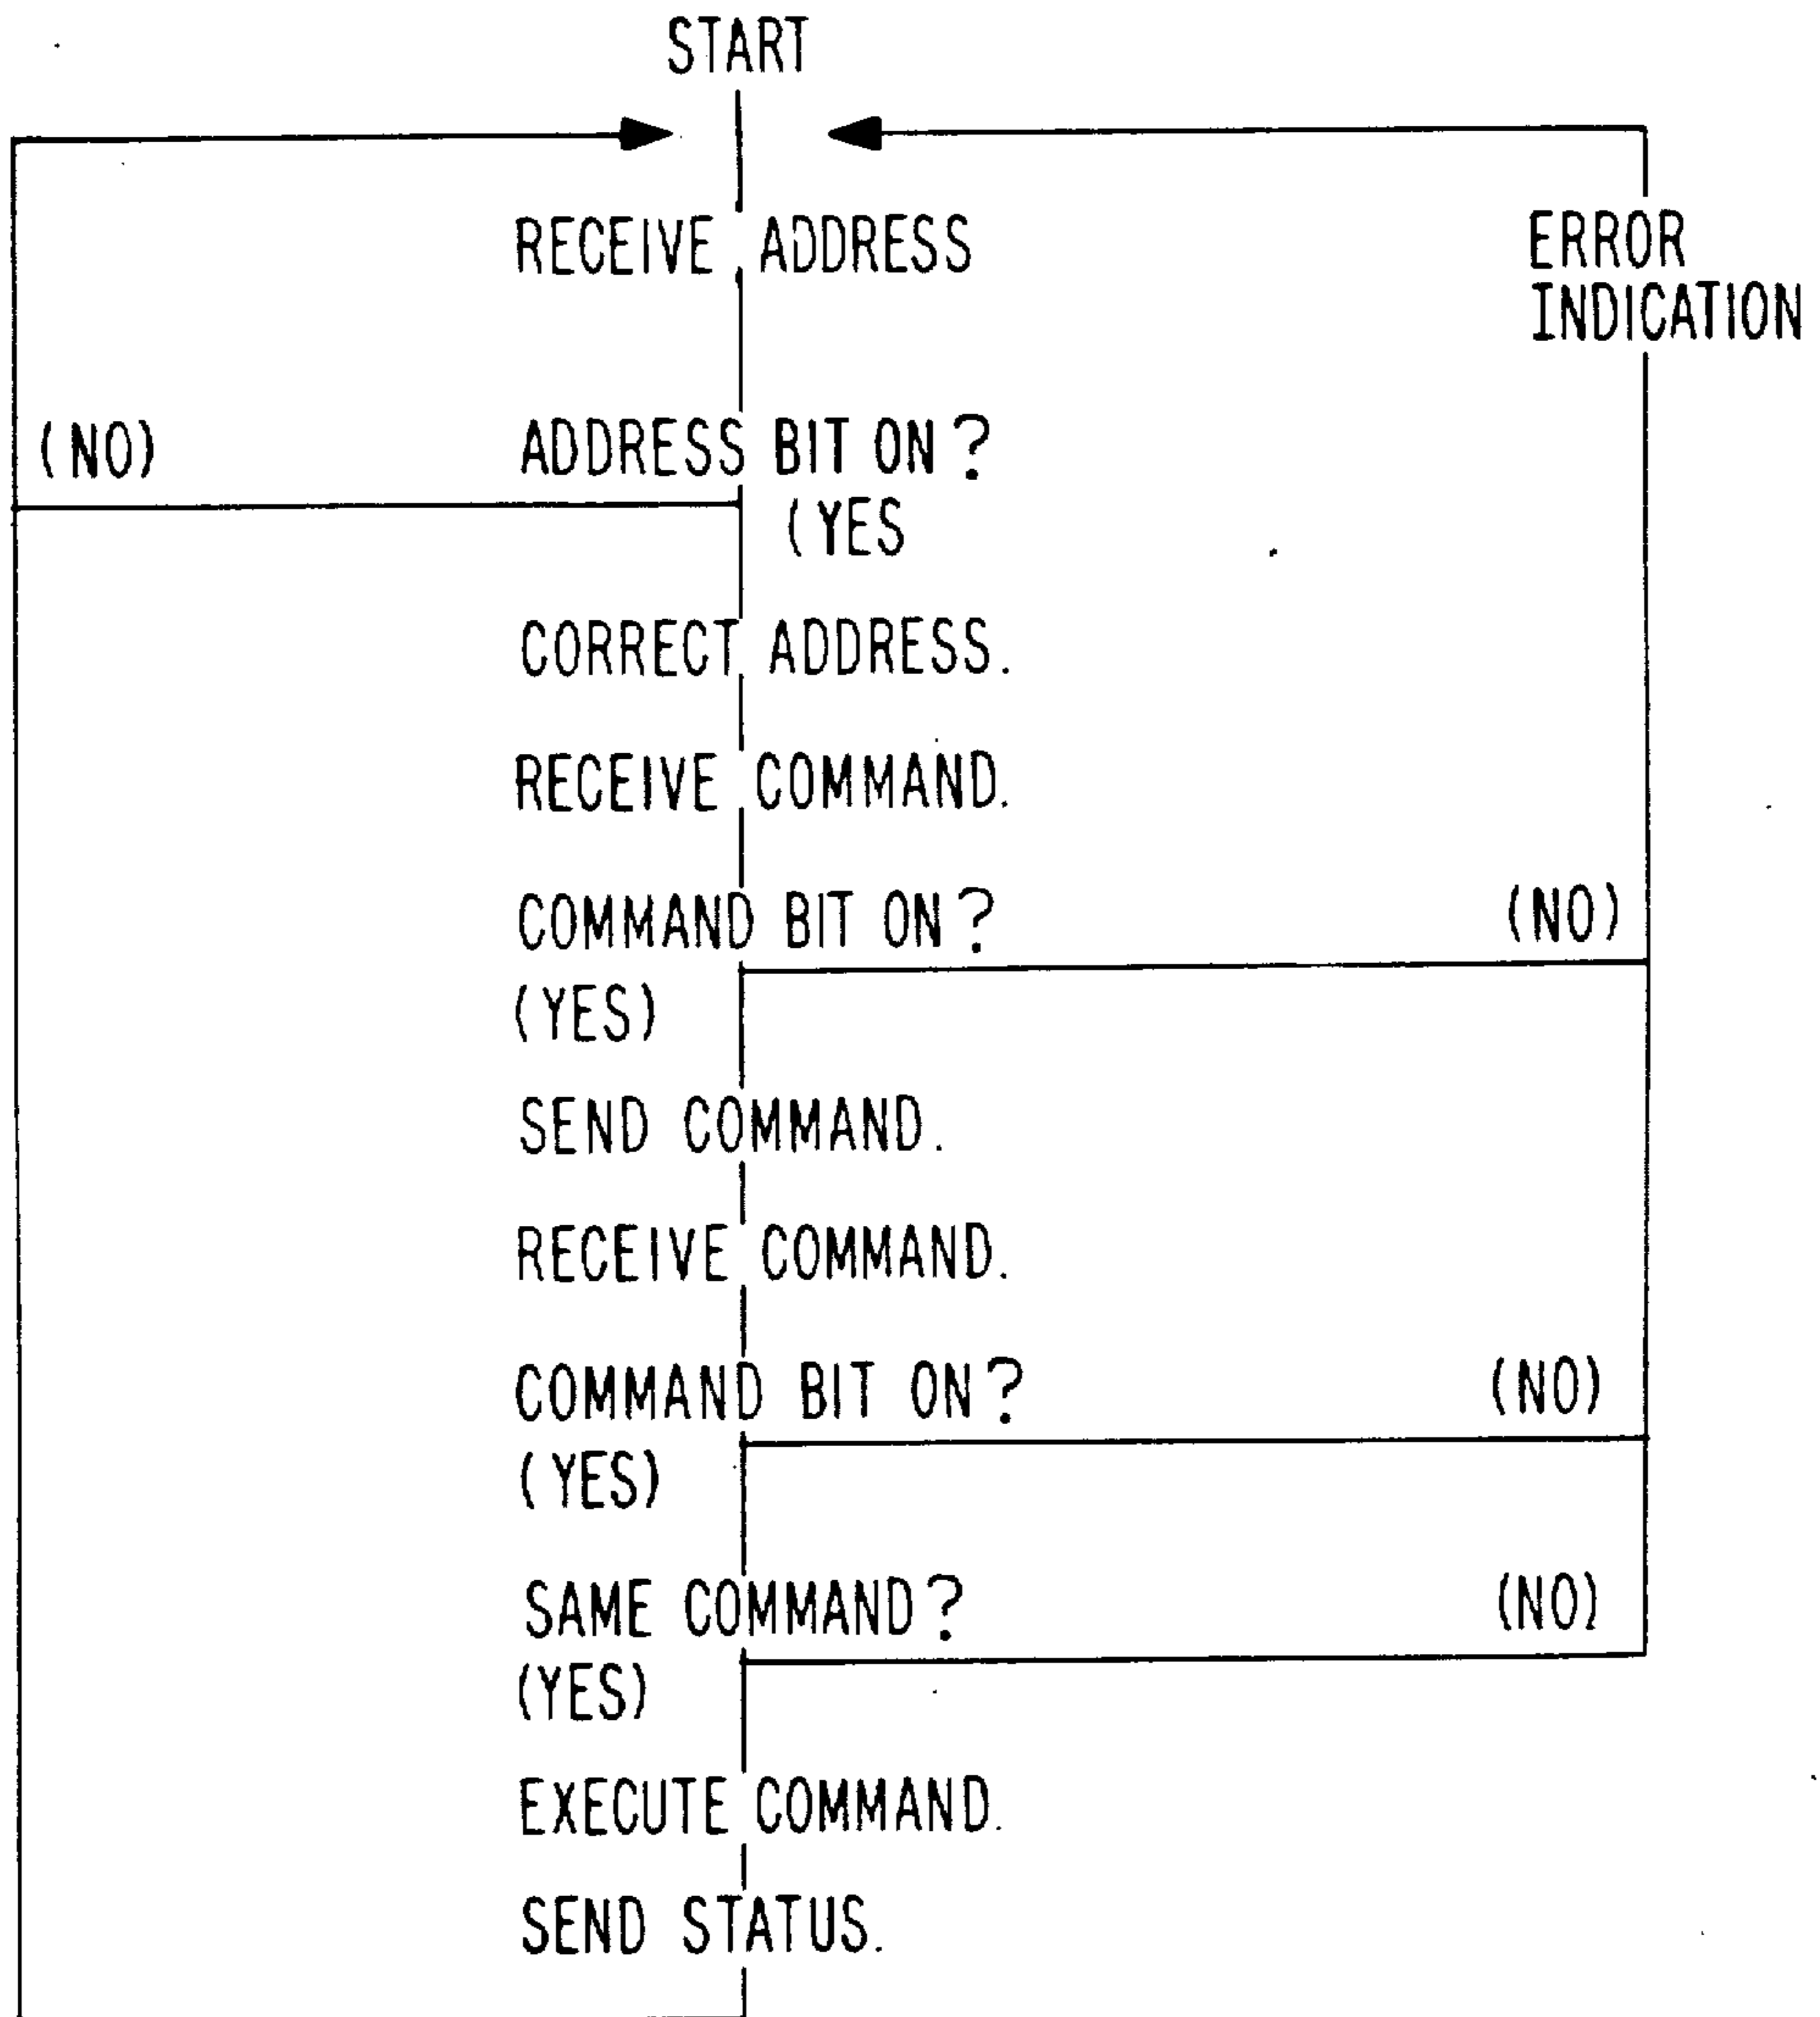 START
RECEIVE ADDRESS
ERROR
INDICATION
(NO)
ADDRESS BIT ON?
(YES
CORRECT ADDRESS.
RECEIVE COMMAND.
COMMAND BIT ON?
(NO)
(YES)
SEND COMMAND.
RECEIVE COMMAND.
COMMAND BIT ON?
(NO)
(YES)
SAME COMMAND?
(NO)
(YES)
EXECUTE COMMAND.
SEND STATUS.